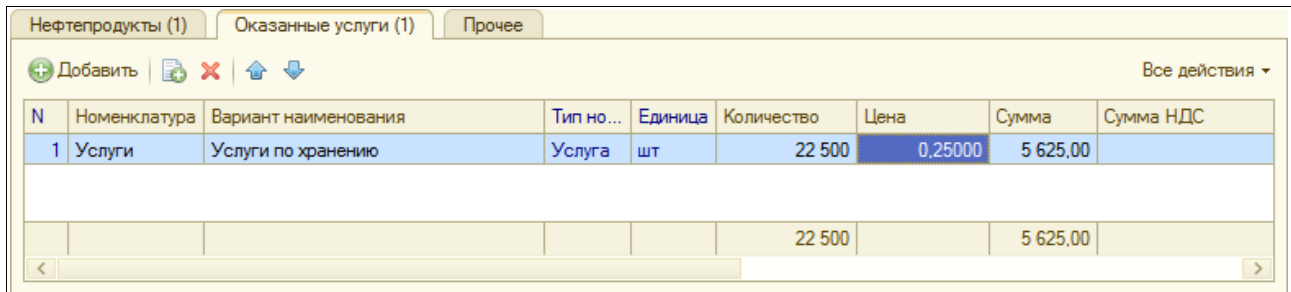 Нефтепродукты (1) Оказанные услуги (1) Прочее
Добавить Все действия
N Номенклатура Вариант наименования Тип но... Единица Количество Цена Сумма Сумма НДС
1 Услуги Услуги по хранению Услуга шт 22 500 0,25000 5 625,00
22 500 5 625,00